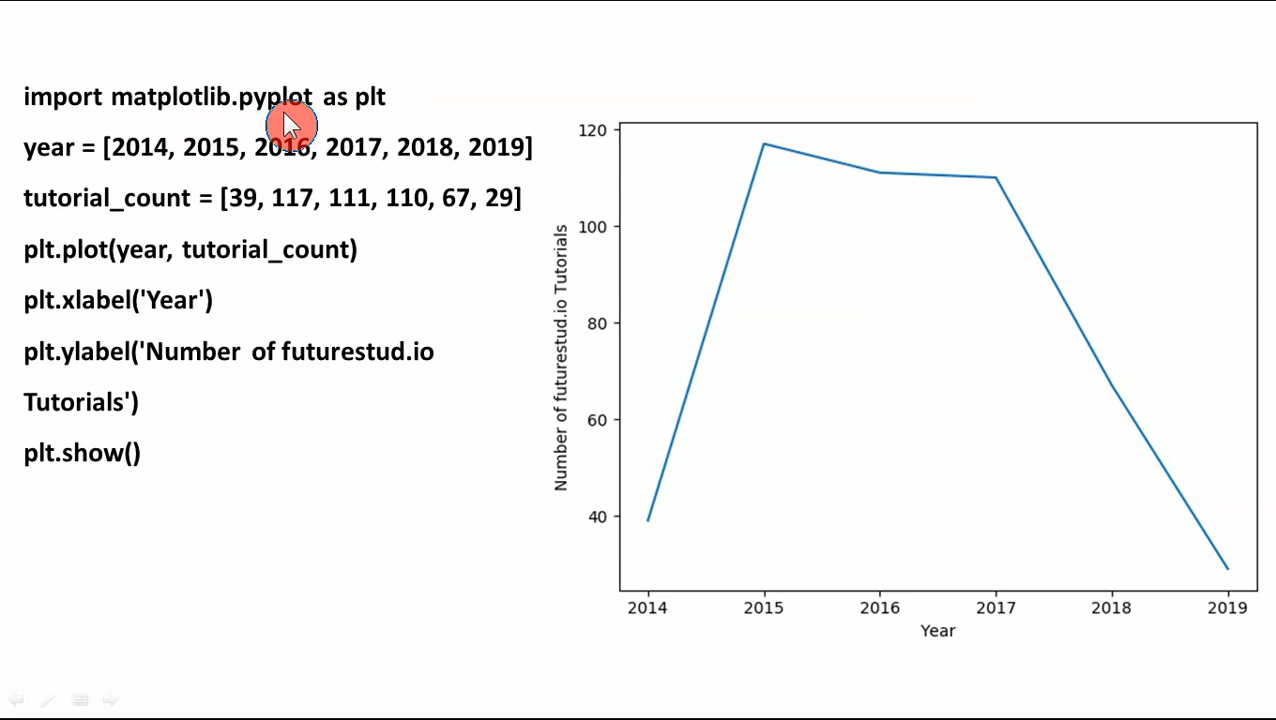 import matplotlib.pyplot as plt
year = [2014, 2015, 2016, 2017, 2018, 2019]
tutorial_count = [39, 117, 111, 110, 67, 29]
plt.plot(year, tutorial_count)
plt.xlabel('Year')
plt.ylabel('Number of futurestud.io
Tutorials')
plt.show()
Number of futurestud.io Tutorials
120
100
80
60
40
2014 2015 2016 2017 2018 2019
Year